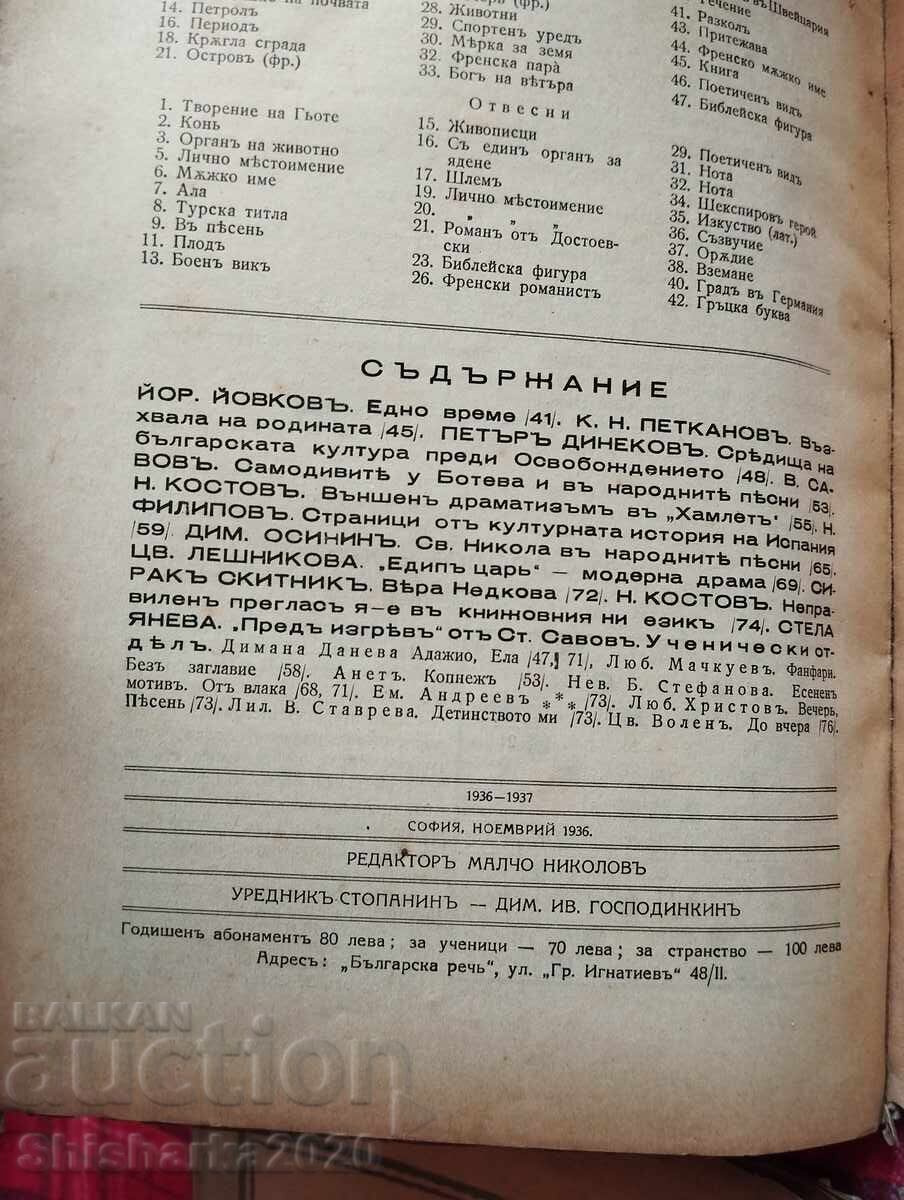 14. Петролъ
16. Периодъ
18. Крѫгла сграда
21. Островъ (фр.)
28. Животни
29. Спортенъ уредъ
30. Мѣрка за земя
32. Френска парà
33. Богъ на вѣтъра
въ Швейцария
Течение
41. Разколъ
43. Притежава
44. Френско мѫжко име
45. Книга
46. Поетиченъ видъ
47. Библейска фигура
Отвесни
1. Творение на Гьоте
2. Конь
3. Органъ на животно
5. Лично мѣстоимение
6. Мѫжко име
7. Ала
8. Турска титла
9. Въ пѣсень
11. Плодъ
13. Боенъ викъ
15. Живописци
16. Съ единъ органъ за
ядене
17. Шлемъ
19. Лично мѣстоимение
20. „ „
21. Романъ отъ Достоев-
ски
23. Библейска фигура
26. Френски романистъ
29. Поетиченъ видъ
31. Нота
32. Нота
34. Шекспировъ герой
35. Изкуство (лат.)
36. Съзвучие
37. Орѫдие
38. Вземане
40. Градъ въ Германия
42. Гръцка буква
СЪДЪРЖАНИЕ
ЙОР. ЙОВКОВЪ. Едно време /41/. К. Н. ПЕТКАНОВЪ. Въз-
хвала на родината /45/. ПЕТЪРЪ ДИНЕКОВЪ. Срѣдища на
българската култура преди Освобождението /48/. В. СА-
ВОВЪ. Самодивитѣ у Ботева и въ народнитѣ пѣсни /53/.
Н. КОСТОВЪ. Външенъ драматизъмъ въ „Хамлетъ“ /55/. Н.
ФИЛИПОВЪ. Страници отъ културната история на Испания
/59/. ДИМ. ОСИНИНЪ. Св. Никола въ народнитѣ пѣсни /65/.
ЦВ. ЛЕШНИКОВА. „Едипъ царь“ — модерна драма /69/. СИ-
РАКЪ СКИТНИКЪ. Вѣра Недкова /72/. Н. КОСТОВЪ. Непра-
виленъ прегласъ я-е въ книжовния ни езикъ /74/. СТЕЛА
ЯНЕВА. „Предъ изгрѣвъ“ отъ Ст. Савовъ. Ученически от-
дѣлъ. Димана Данева Адажио, Ела /47, 71/, Люб. Мачкуевъ. Фанфари.
Безъ заглавие /58/. Анетъ. Копнежъ /53/. Нев. Б. Стефанова. Есененъ
мотивъ. Отъ влака /68, 71/. Ем. Андреевъ * * * /73/. Люб. Христовъ. Вечерь,
Пѣсень /73/. Лил. В. Ставрева. Детинството ми /73/. Цв. Воленъ. До вчера /76/.
1936—1937
СОФИЯ, НОЕМВРИЙ 1936.
РЕДАКТОРЪ МАЛЧО НИКОЛОВЪ
УРЕДНИКЪ-СТОПАНИНЪ — ДИМ. ИВ. ГОСПОДИНКИНЪ
Годишенъ абонаментъ 80 лева; за ученици — 70 лева; за странство — 100 лева
Адресъ: „Българска речь“, ул. „Гр. Игнатиевъ“ 48/II.
BALKAN
auction
Shisharka2020